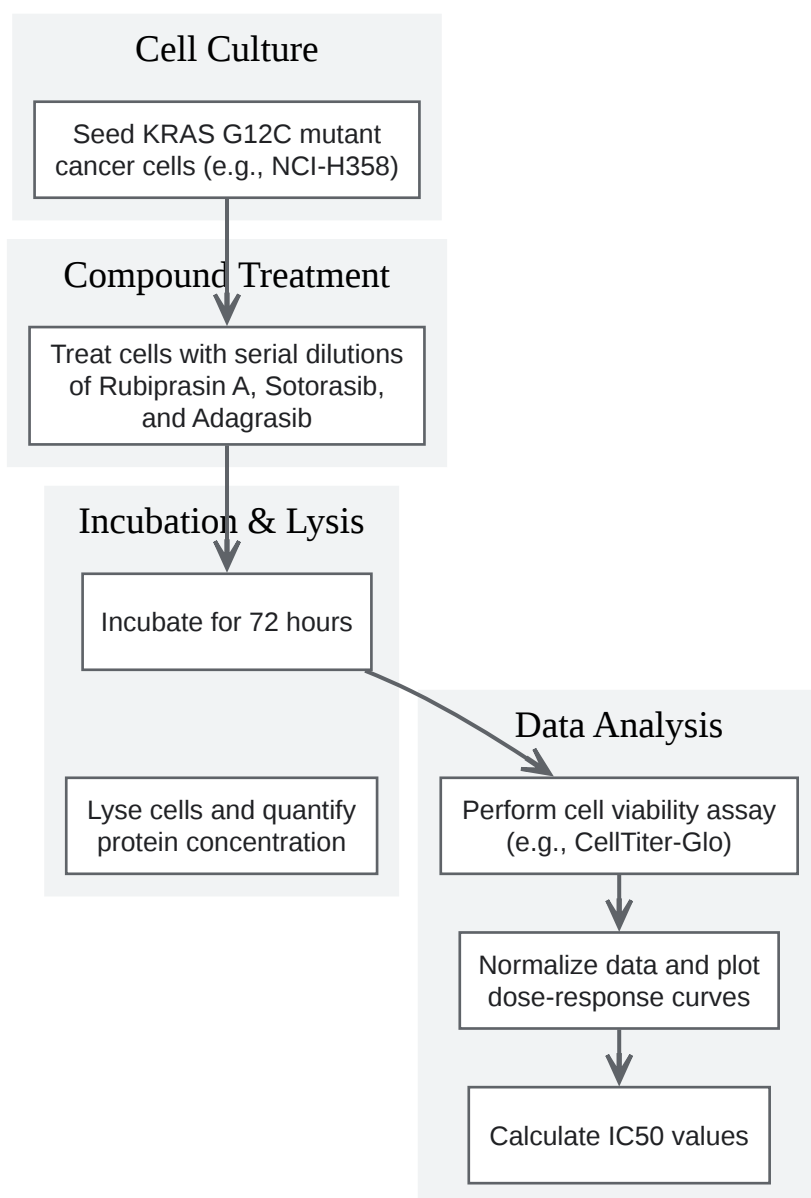 Cell Culture
Seed KRAS G12C mutant
cancer cells (e.g., NCI-H358)
Compound Treatment
Treat cells with serial dilutions
of Rubiprasin A, Sotorasib,
and Adagrasib
Incubation & Lysis
Incubate for 72 hours
Lyse cells and quantify
protein concentration
Data Analysis
Perform cell viability assay
(e.g., CellTiter-Glo)
Normalize data and plot
dose-response curves
Calculate IC50 values